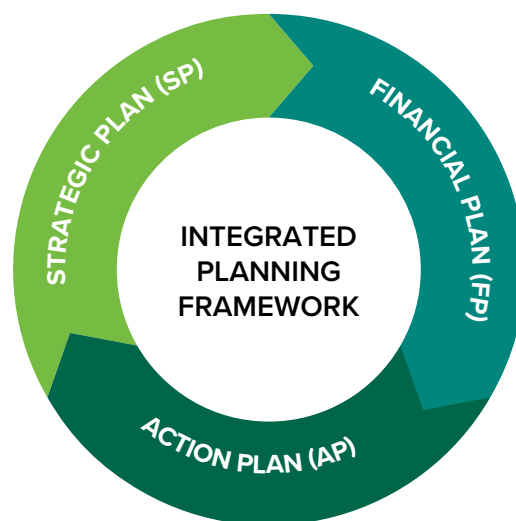 STRATEGIC PLAN (SP)
FINANCIAL PLAN (FP)
INTEGRATED
PLANNING
FRAMEWORK
ACTION PLAN (AP)